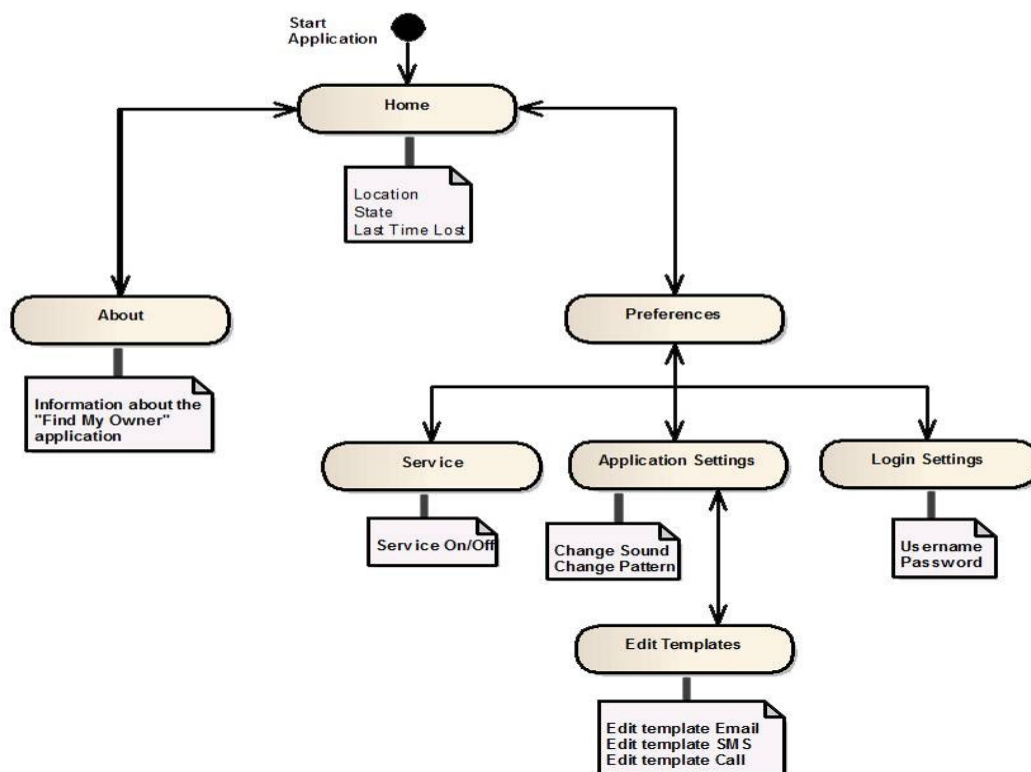 Start
Application
Home
Location
State
Last Time Lost
About
Preferences
Information about the
"Find My Owner"
application
Service
Application Settings
Login Settings
Service On/Off
Change Sound
Change Pattern
Username
Password
Edit Templates
Edit template Email
Edit template SMS
Edit template Call